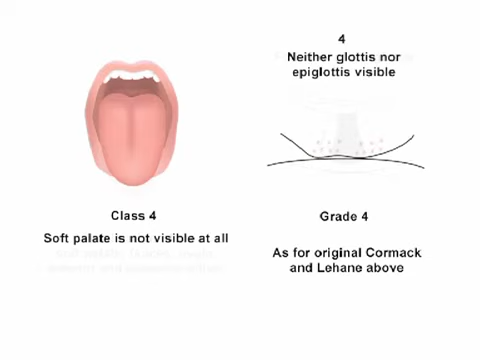 4
Neither glottis nor
epiglottis visible
Class 4
Soft palate is not visible at all
Grade 4
As for original Cormack
and Lehane above